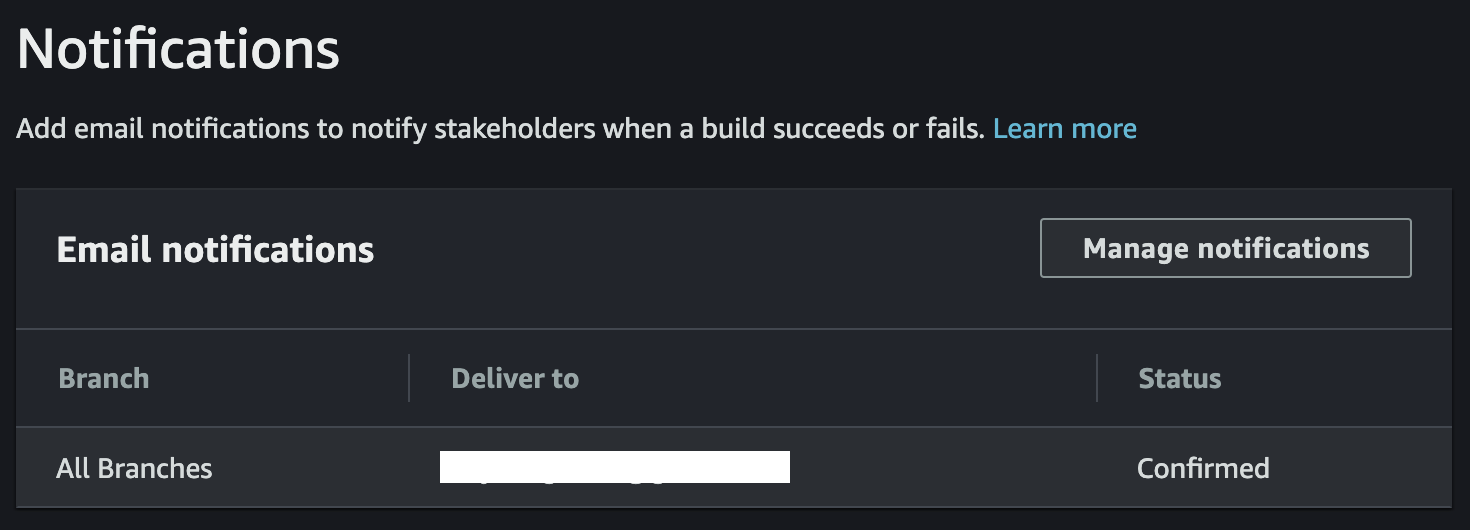 Notifications
Add email notifications to notify stakeholders when a build succeeds or fails. Learn more
Email notifications
Manage notifications
Branch Deliver to Status
All Branches Confirmed